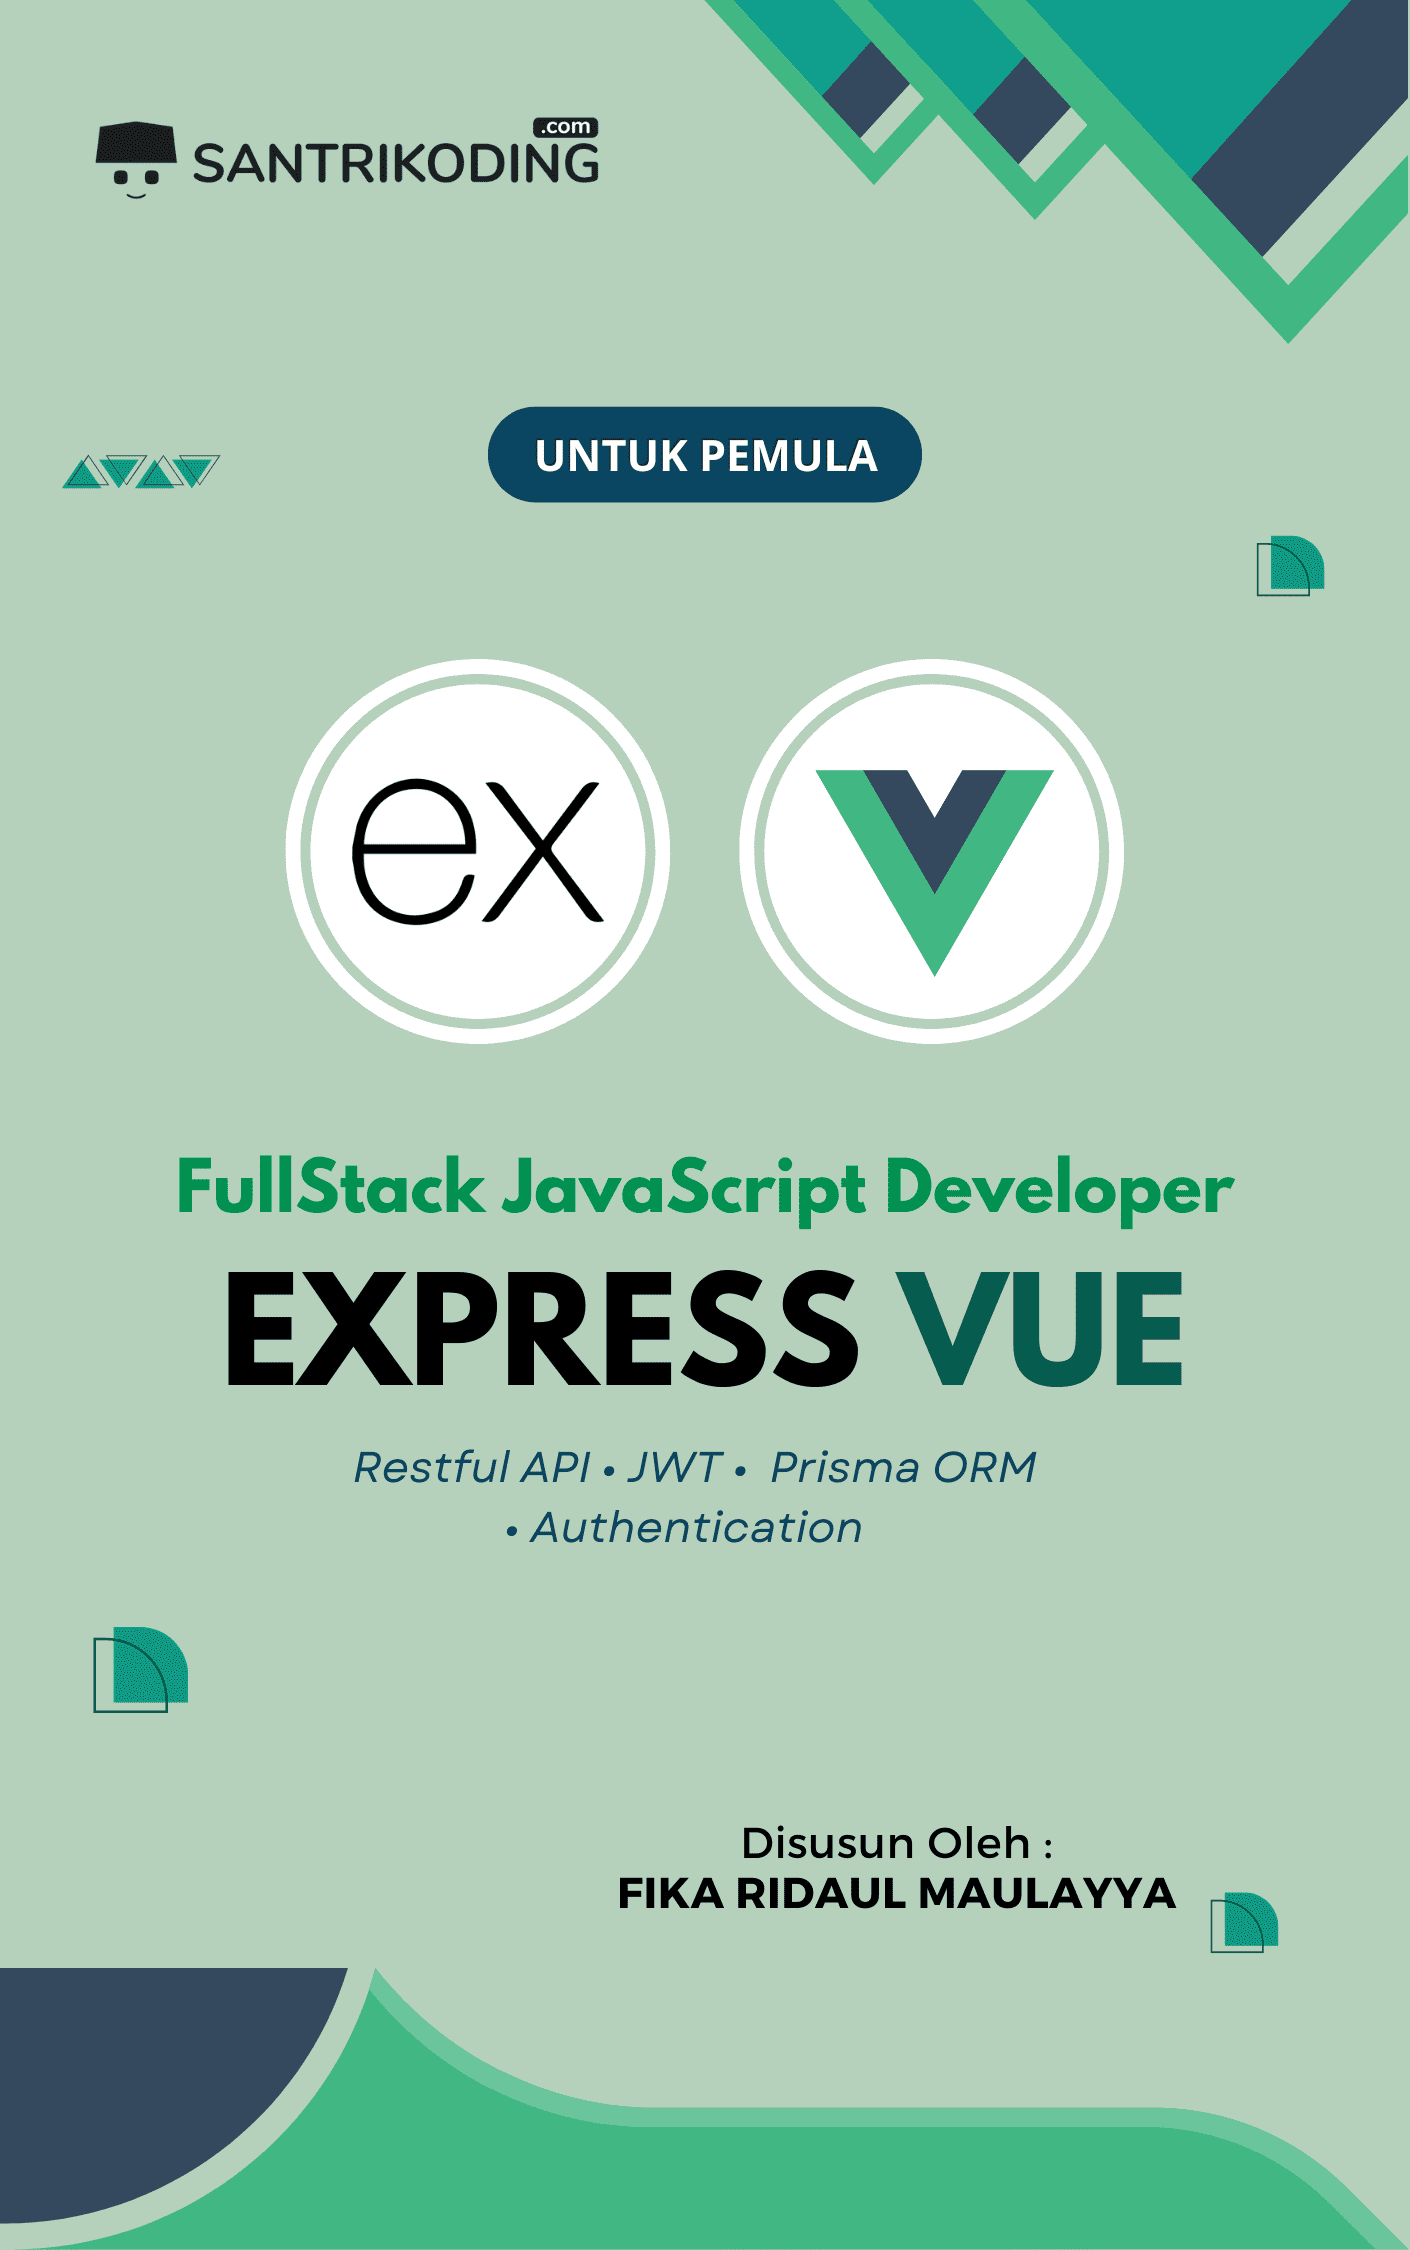 .com
SANTRIKODING
UNTUK PEMULA
ex
FullStack JavaScript Developer
EXPRESS VUE
Restful API • JWT • Prisma ORM
• Authentication
Disusun Oleh :
FIKA RIDAUL MAULAYYA